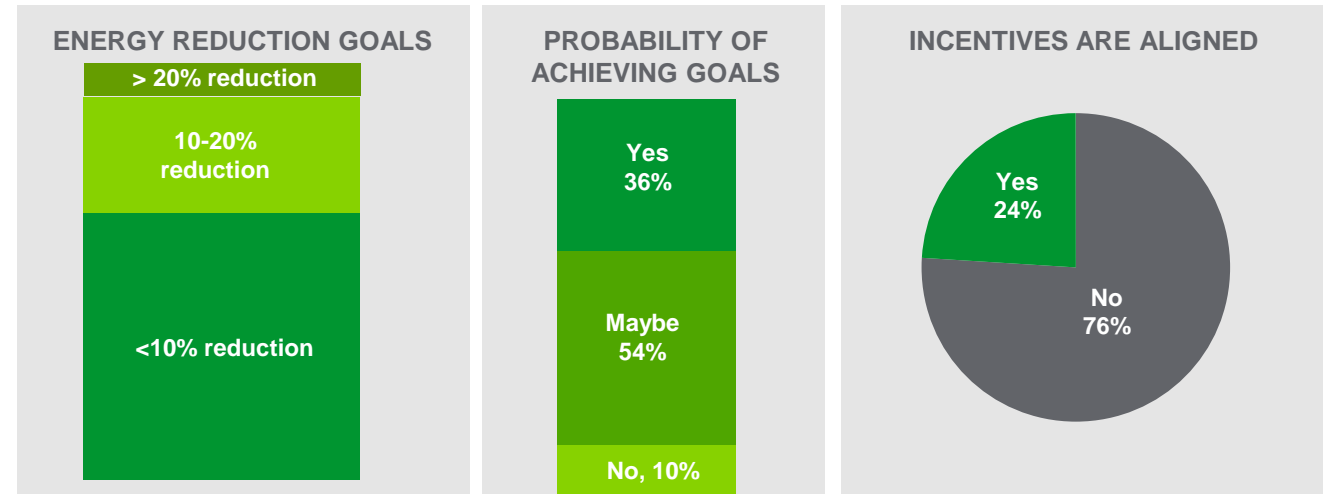 ENERGY REDUCTION GOALS
> 20% reduction
10-20%
reduction
<10% reduction
PROBABILITY OF
ACHIEVING GOALS
Yes
36%
Maybe
54%
No, 10%
INCENTIVES ARE ALIGNED
Yes
24%
No
76%